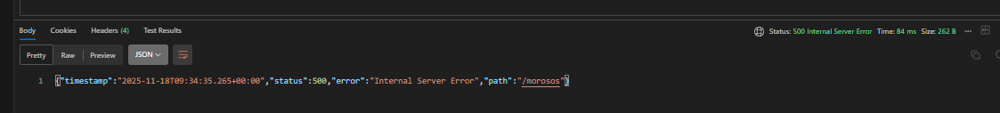 Body Cookies Headers (4) Test Results Status: 500 Internal Server Error Time: 84 ms Size: 262 B
Pretty Raw Preview JSON
1 {"timestamp":"2025-11-18T09:34:35.265+00:00","status":500,"error":"Internal Server Error","path":"/morosos"}